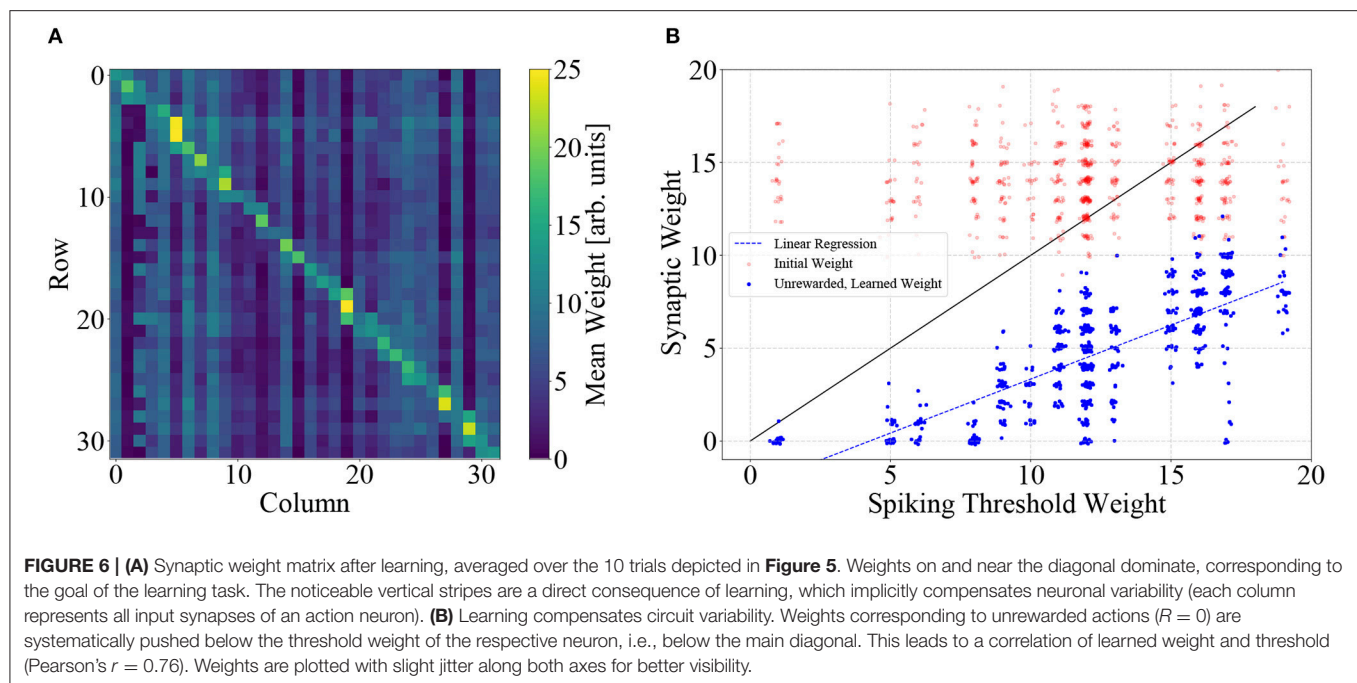 A
B
0
10
20
30
Row
0
10
20
30
Column
25
20
15
10
5
0
Mean Weight [arb. units]
20
15
10
5
0
Synaptic Weight
Linear Regression
Initial Weight
Unrewarded, Learned Weight
0
5
10
15
20
Spiking Threshold Weight
FIGURE 6 | (A) Synaptic weight matrix after learning, averaged over the 10 trials depicted in Figure 5. Weights on and near the diagonal dominate, corresponding to
the goal of the learning task. The noticeable vertical stripes are a direct consequence of learning, which implicitly compensates neuronal variability (each column
represents all input synapses of an action neuron). (B) Learning compensates circuit variability. Weights corresponding to unrewarded actions (R = 0) are
systematically pushed below the threshold weight of the respective neuron, i.e., below the main diagonal. This leads to a correlation of learned weight and threshold
(Pearson's r = 0.76). Weights are plotted with slight jitter along both axes for better visibility.